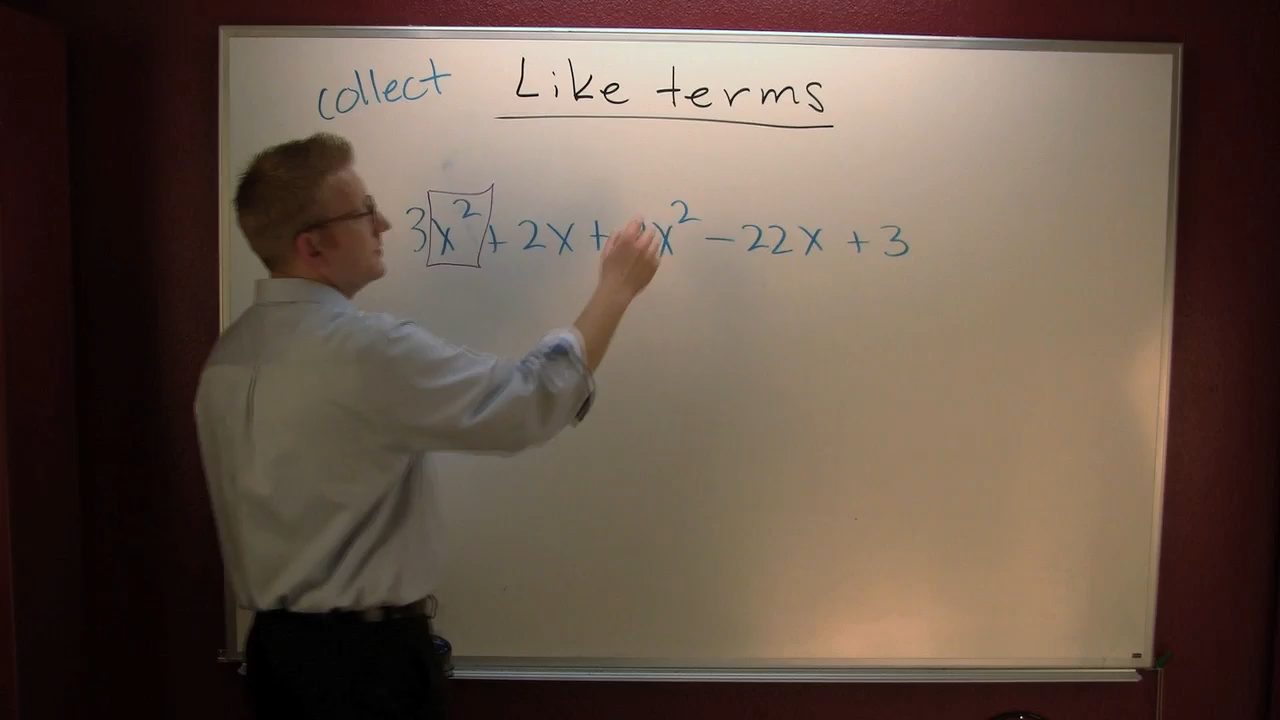 collect Like terms
3x² + 2x + x² - 22x + 3